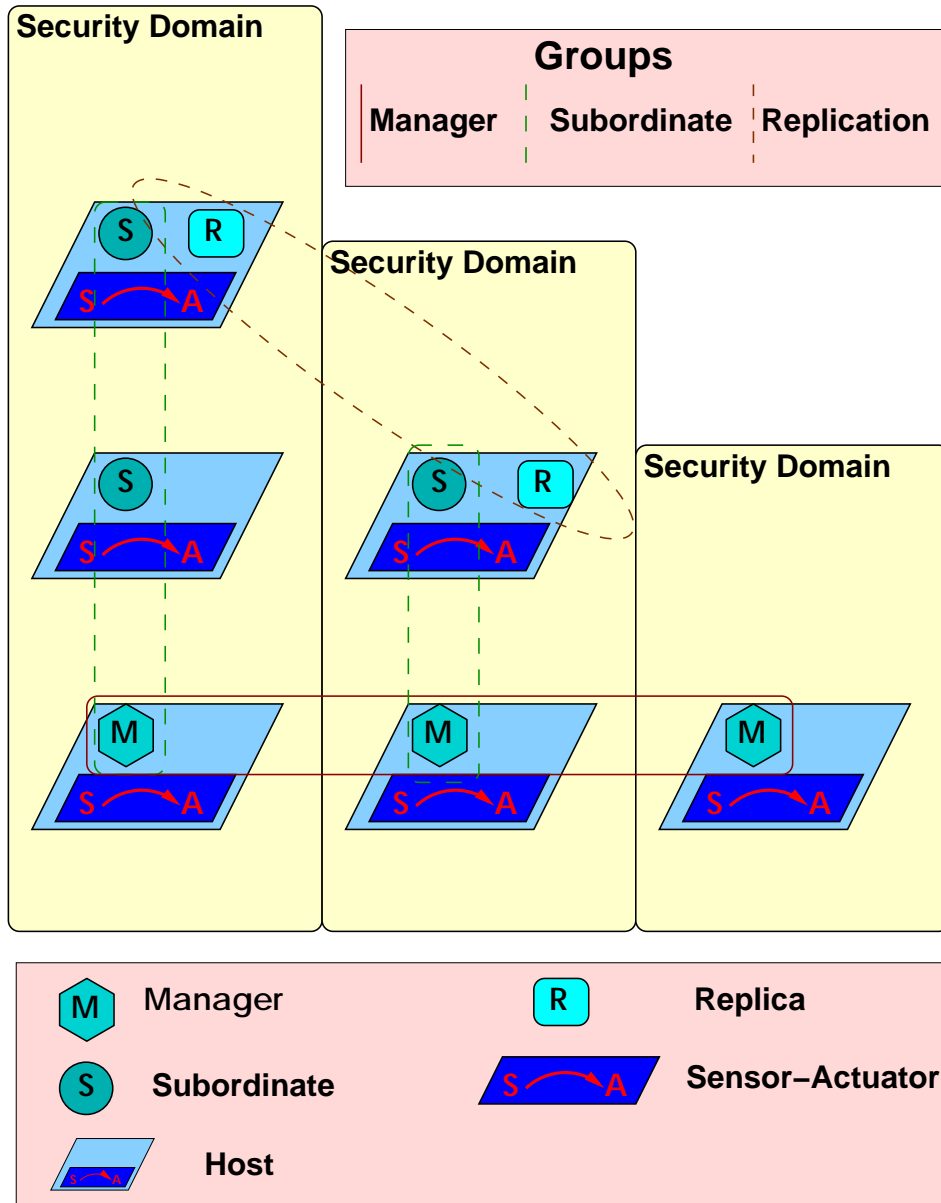 Security Domain
Groups
Manager Subordinate Replication
S R
S A
Security Domain
S
S A
S R
S A
Security Domain
M M M
S A S A S A
M Manager R Replica
S Subordinate S A Sensor–Actuator
S A Host